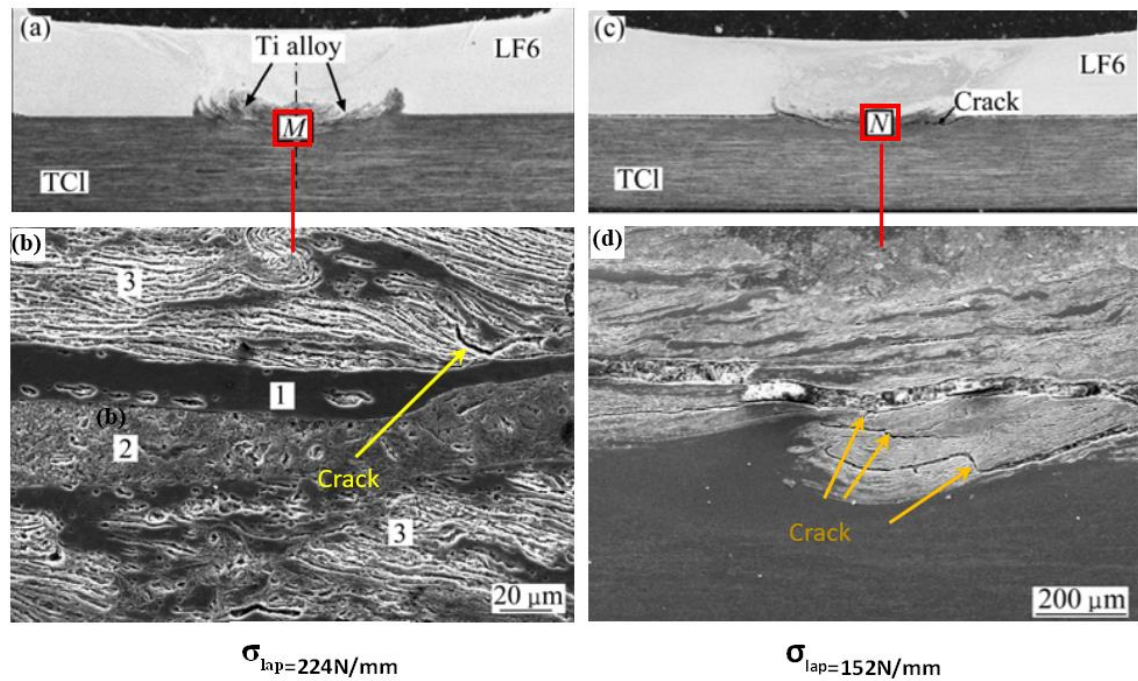 (a)
Ti alloy
LF6
M
TCl
(c)
LF6
Crack
N
TCl
(b)
3
1
(b)
2
Crack
3
20 μm
(d)
Crack
200 μm
σlap=224N/mm
σlap=152N/mm